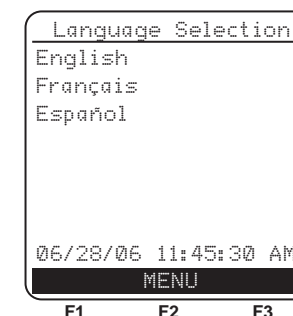 Language Selection
English
Français
Español
06/28/06 11:45:30 AM
MENU
F1 F2 F3